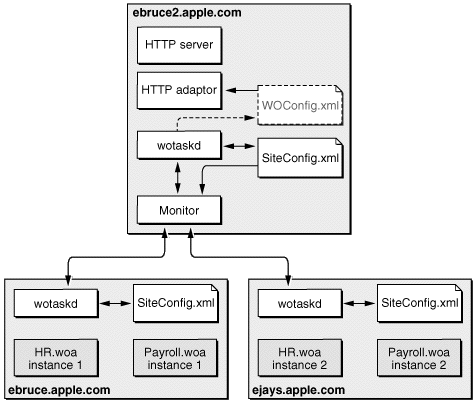 ebruce2.apple.com
HTTP server
HTTP adaptor
WOConfig.xml
wotaskd
SiteConfig.xml
Monitor
wotaskd
SiteConfig.xml
HR.woa
instance 1
Payroll.woa
instance 1
ebruce.apple.com
wotaskd
SiteConfig.xml
HR.woa
instance 2
Payroll.woa
instance 2
ejays.apple.com